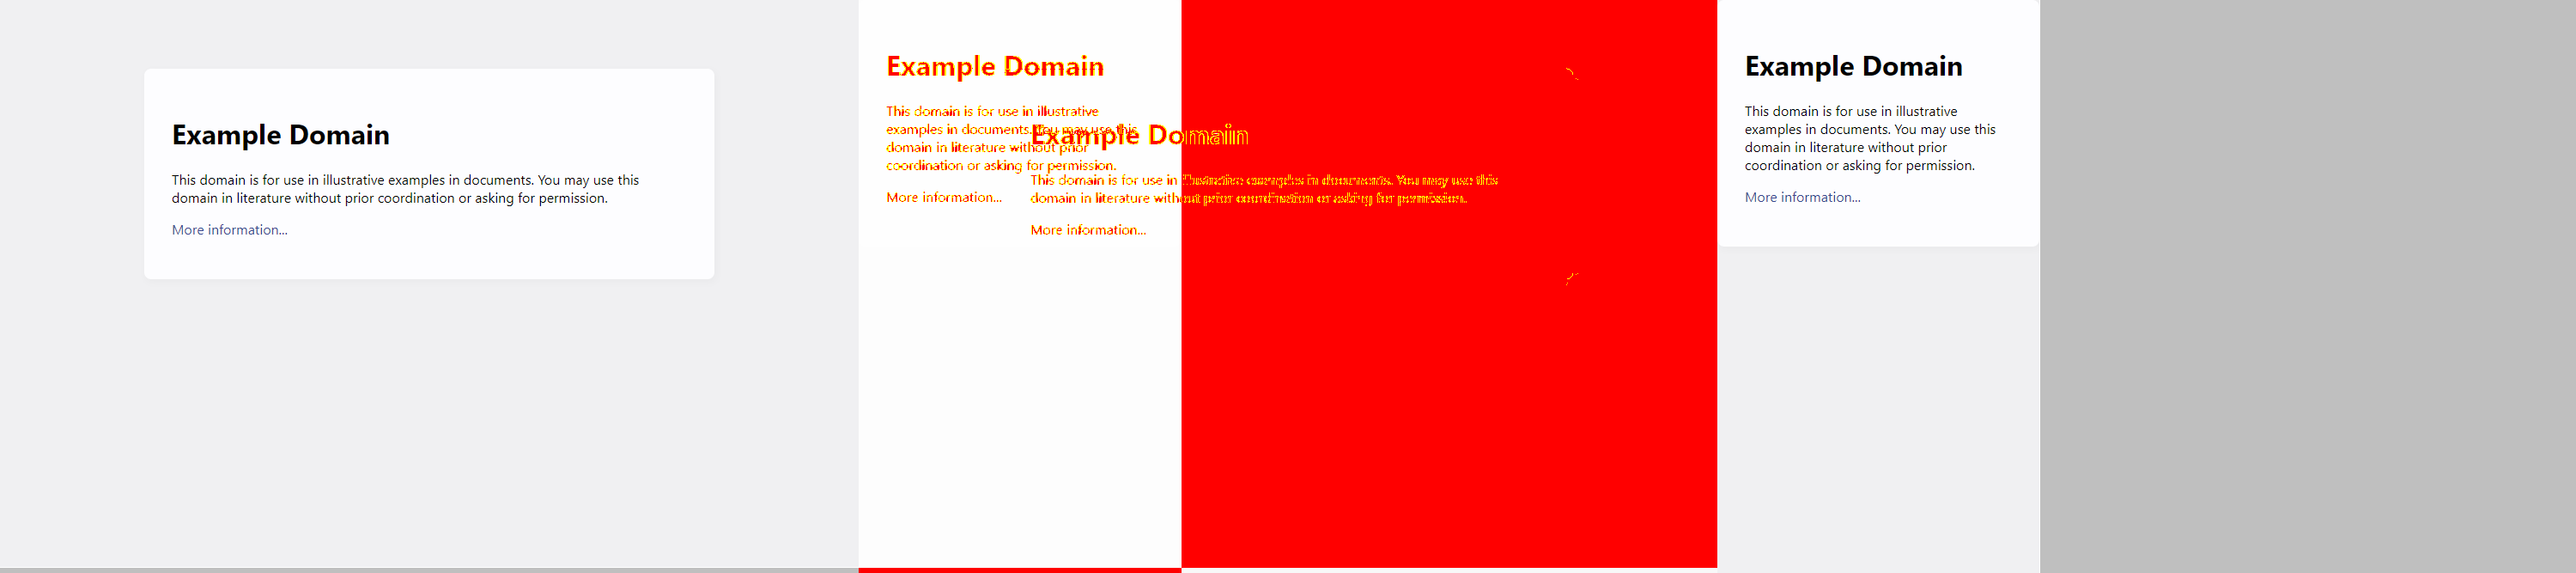 Example Domain
This domain is for use in illustrative examples in documents. You may use this
domain in literature without prior coordination or asking for permission.
More information...
Example Domain
This domain is for use in illustrative
examples in documents. You may use this
domain in literature without prior
coordination or asking for permission.
More information...
Example Domain
This domain is for use in illustrative examples in documents. You may use this
domain in literature without prior coordination or asking for permission.
More information...
Example Domain
This domain is for use in illustrative
examples in documents. You may use this
domain in literature without prior
coordination or asking for permission.
More information...